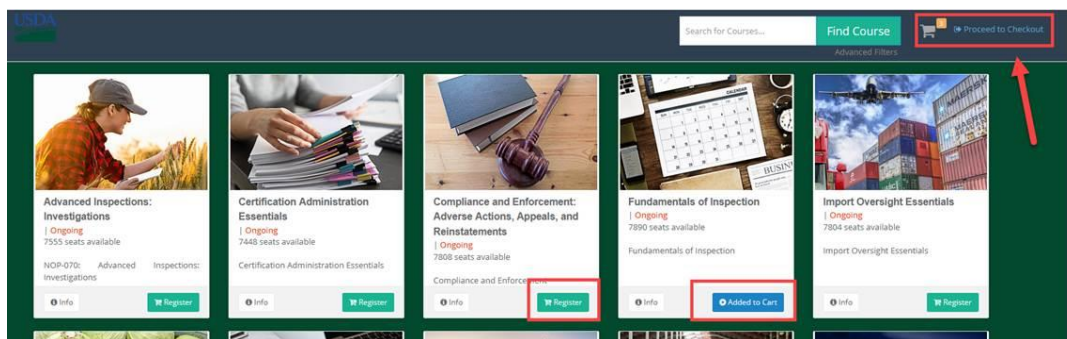 USDA
Search for Courses...
Find Course
Proceed to Checkout
Advanced Filters
CALENDAR
BUSIN
Advanced Inspections:
Investigations
| Ongoing
7555 seats available
NOP-070: Advanced Inspections:
Investigations
Info
Register
Certification Administration
Essentials
| Ongoing
7448 seats available
Certification Administration Essentials
Info
Register
Compliance and Enforcement:
Adverse Actions, Appeals, and
Reinstatements
| Ongoing
7808 seats available
Compliance and Enforcement
Info
Register
Fundamentals of Inspection
| Ongoing
7890 seats available
Fundamentals of Inspection
Info
Added to Cart
Import Oversight Essentials
| Ongoing
7804 seats available
Import Oversight Essentials
Info
Register